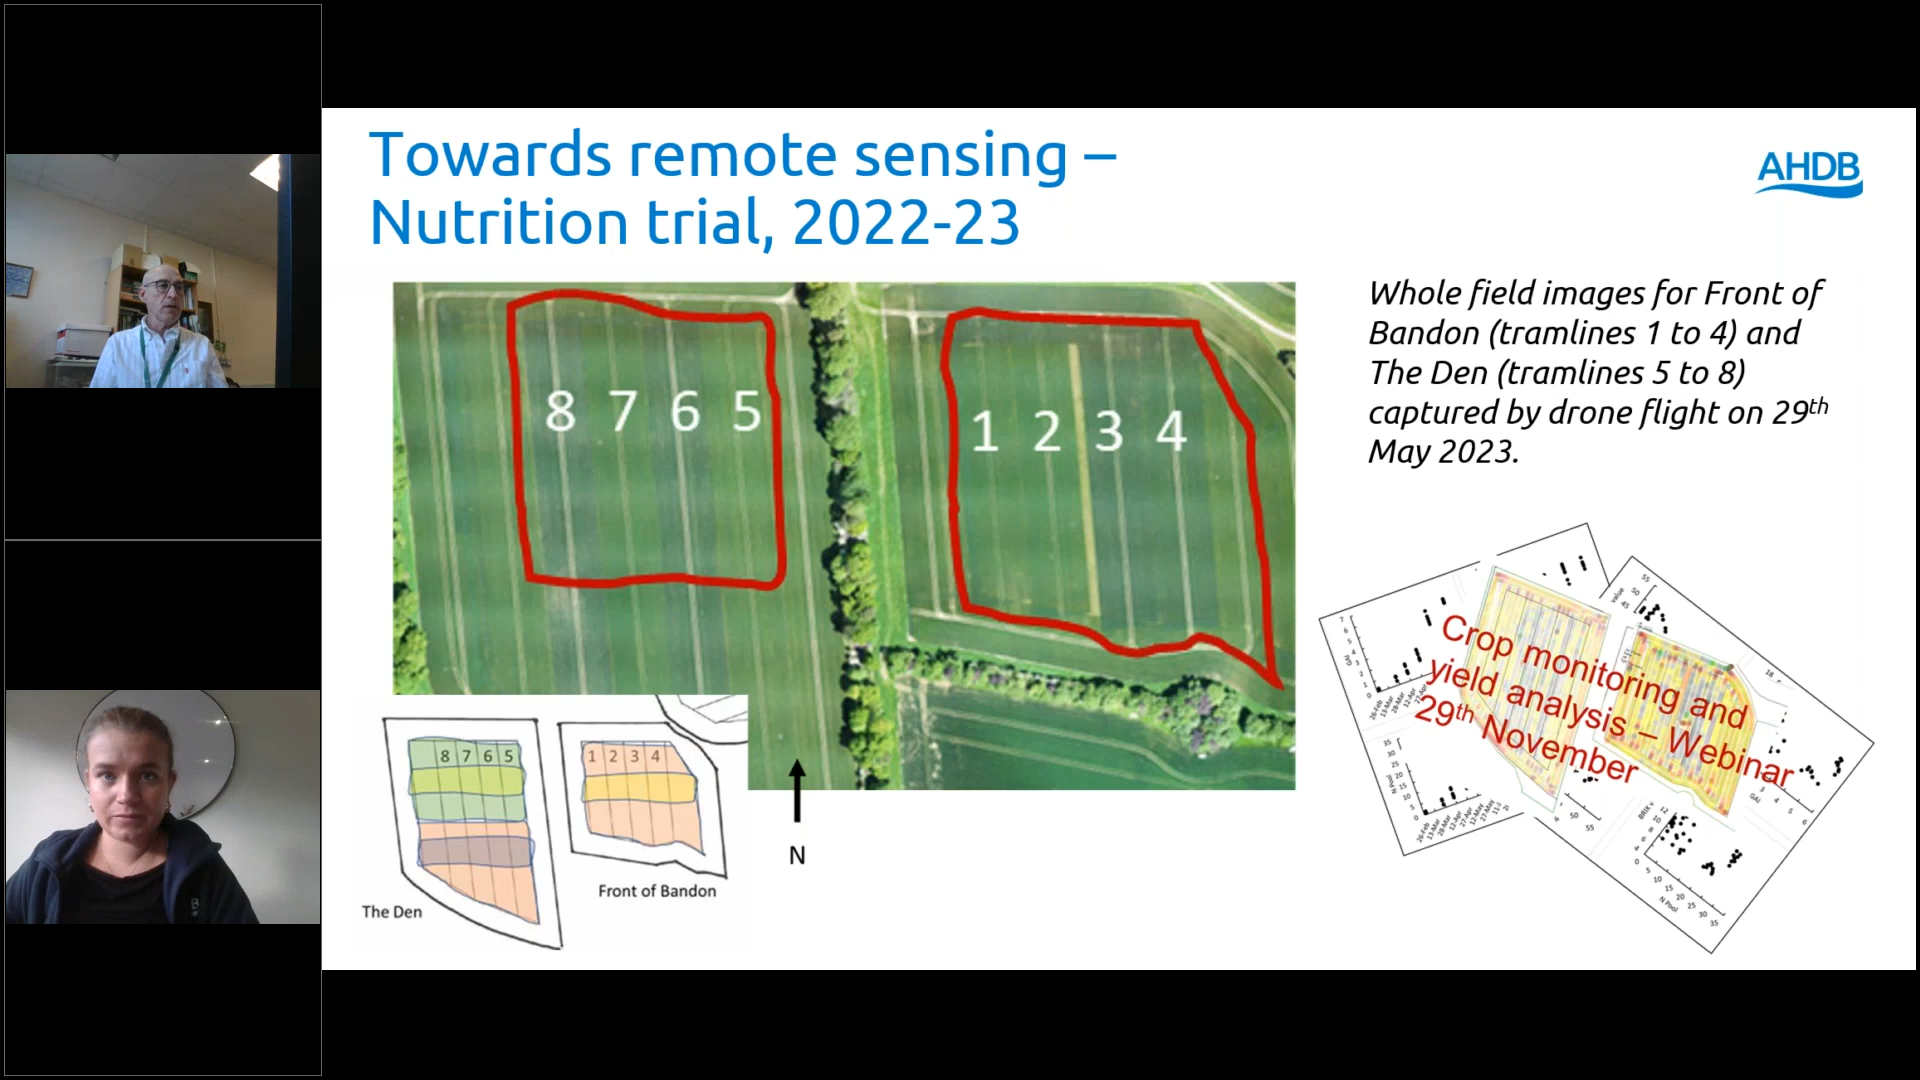 Towards remote sensing –
Nutrition trial, 2022-23
AHDB
8 7 6 5
1 2 3 4
Whole field images for Front of
Bandon (tramlines 1 to 4) and
The Den (tramlines 5 to 8)
captured by drone flight on 29th
May 2023.
Crop monitoring and
yield analysis – Webinar
29th November
8 7 6 5
1 2 3 4
The Den
Front of Bandon
N
N Pool
GAI